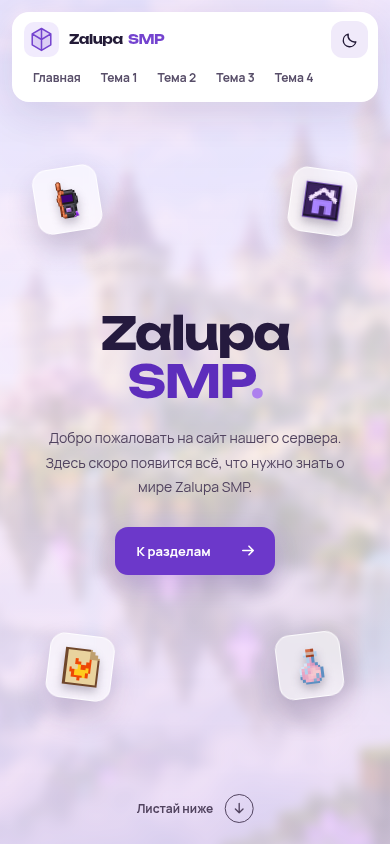 Zalupa SMP
Главная Тема 1 Тема 2 Тема 3 Тема 4
Zalupa
SMP.
Добро пожаловать на сайт нашего сервера.
Здесь скоро появится всё, что нужно знать о
мире Zalupa SMP.
К разделам →
Листай ниже ↓